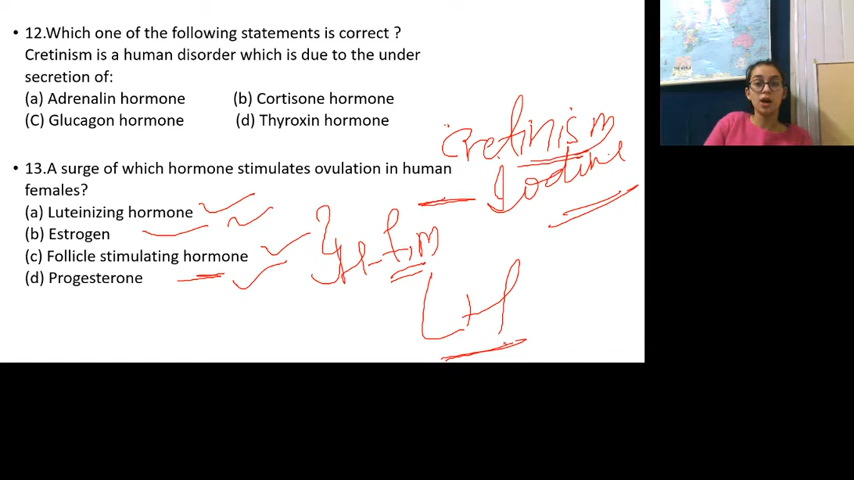 • 12.Which one of the following statements is correct ?
Cretinism is a human disorder which is due to the under
secretion of:
(a) Adrenalin hormone (b) Cortisone hormone
(C) Glucagon hormone (d) Thyroxin hormone
cretinism
Iodine
• 13.A surge of which hormone stimulates ovulation in human
females?
(a) Luteinizing hormone
(b) Estrogen
(c) Follicle stimulating hormone
(d) Progesterone
LH
THE WORLD